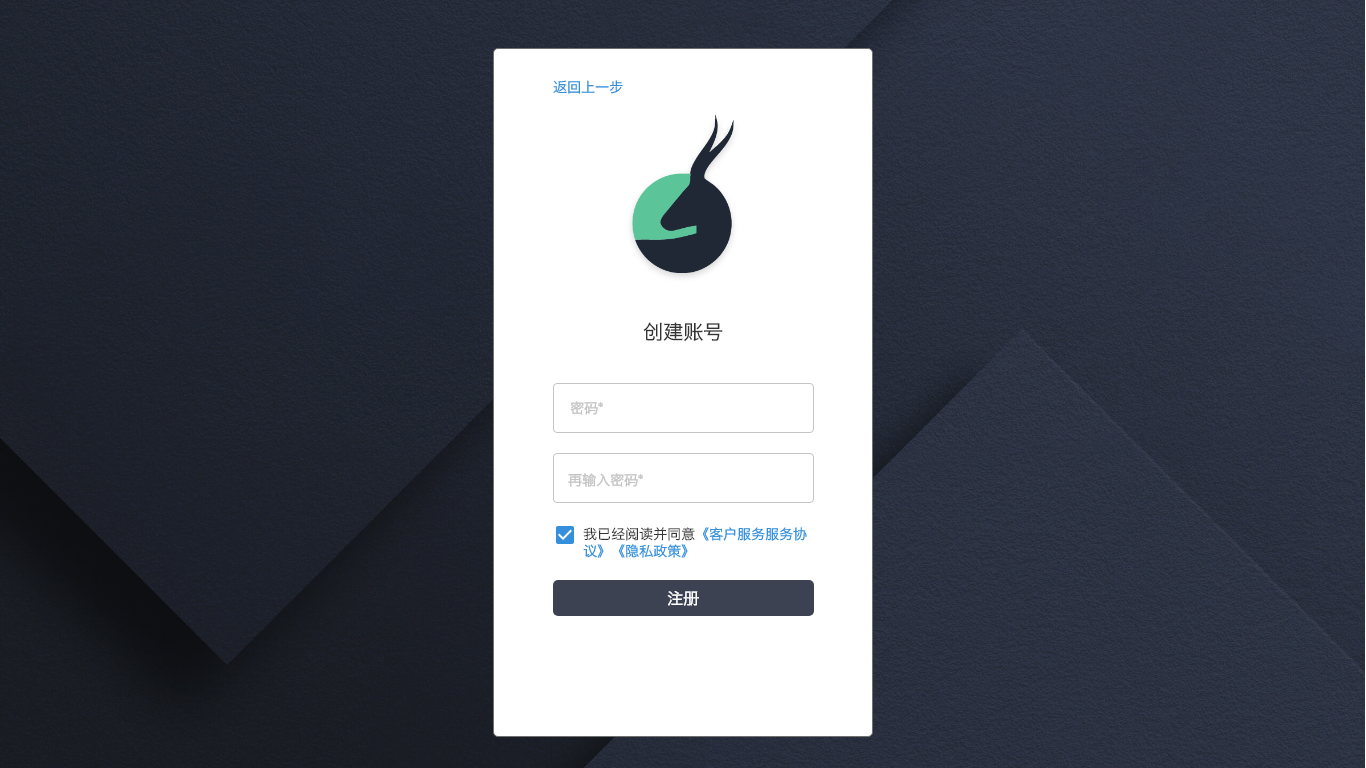 返回上一步
创建账号
密码*
再输入密码*
我已经阅读并同意《客户服务服务协
议》《隐私政策》
注册